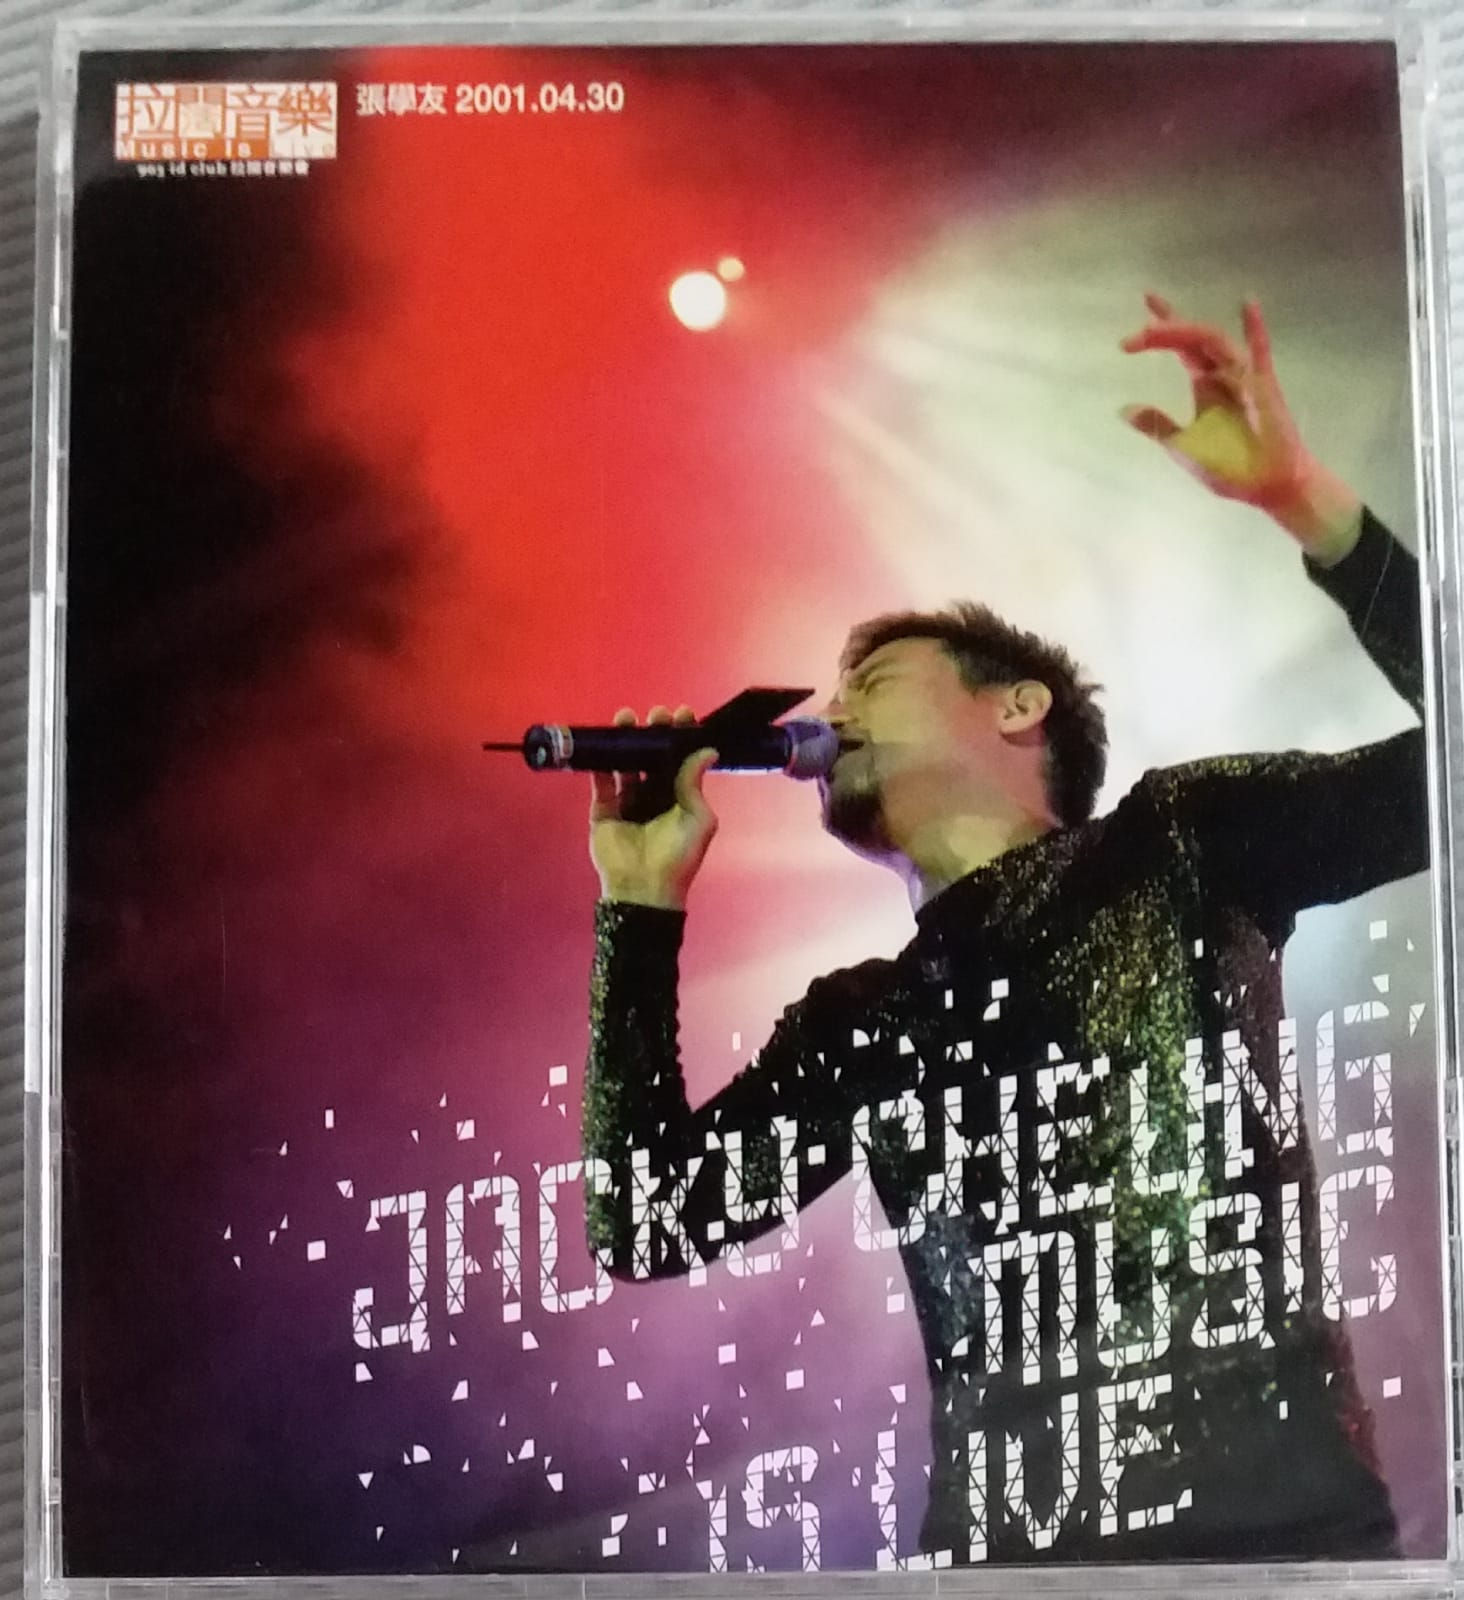 拉闊音樂
Music Is Live
903 id club 拉闊音樂會
張學友 2001.04.30
JACKY CHEUNG
MUSIC
IS LIVE